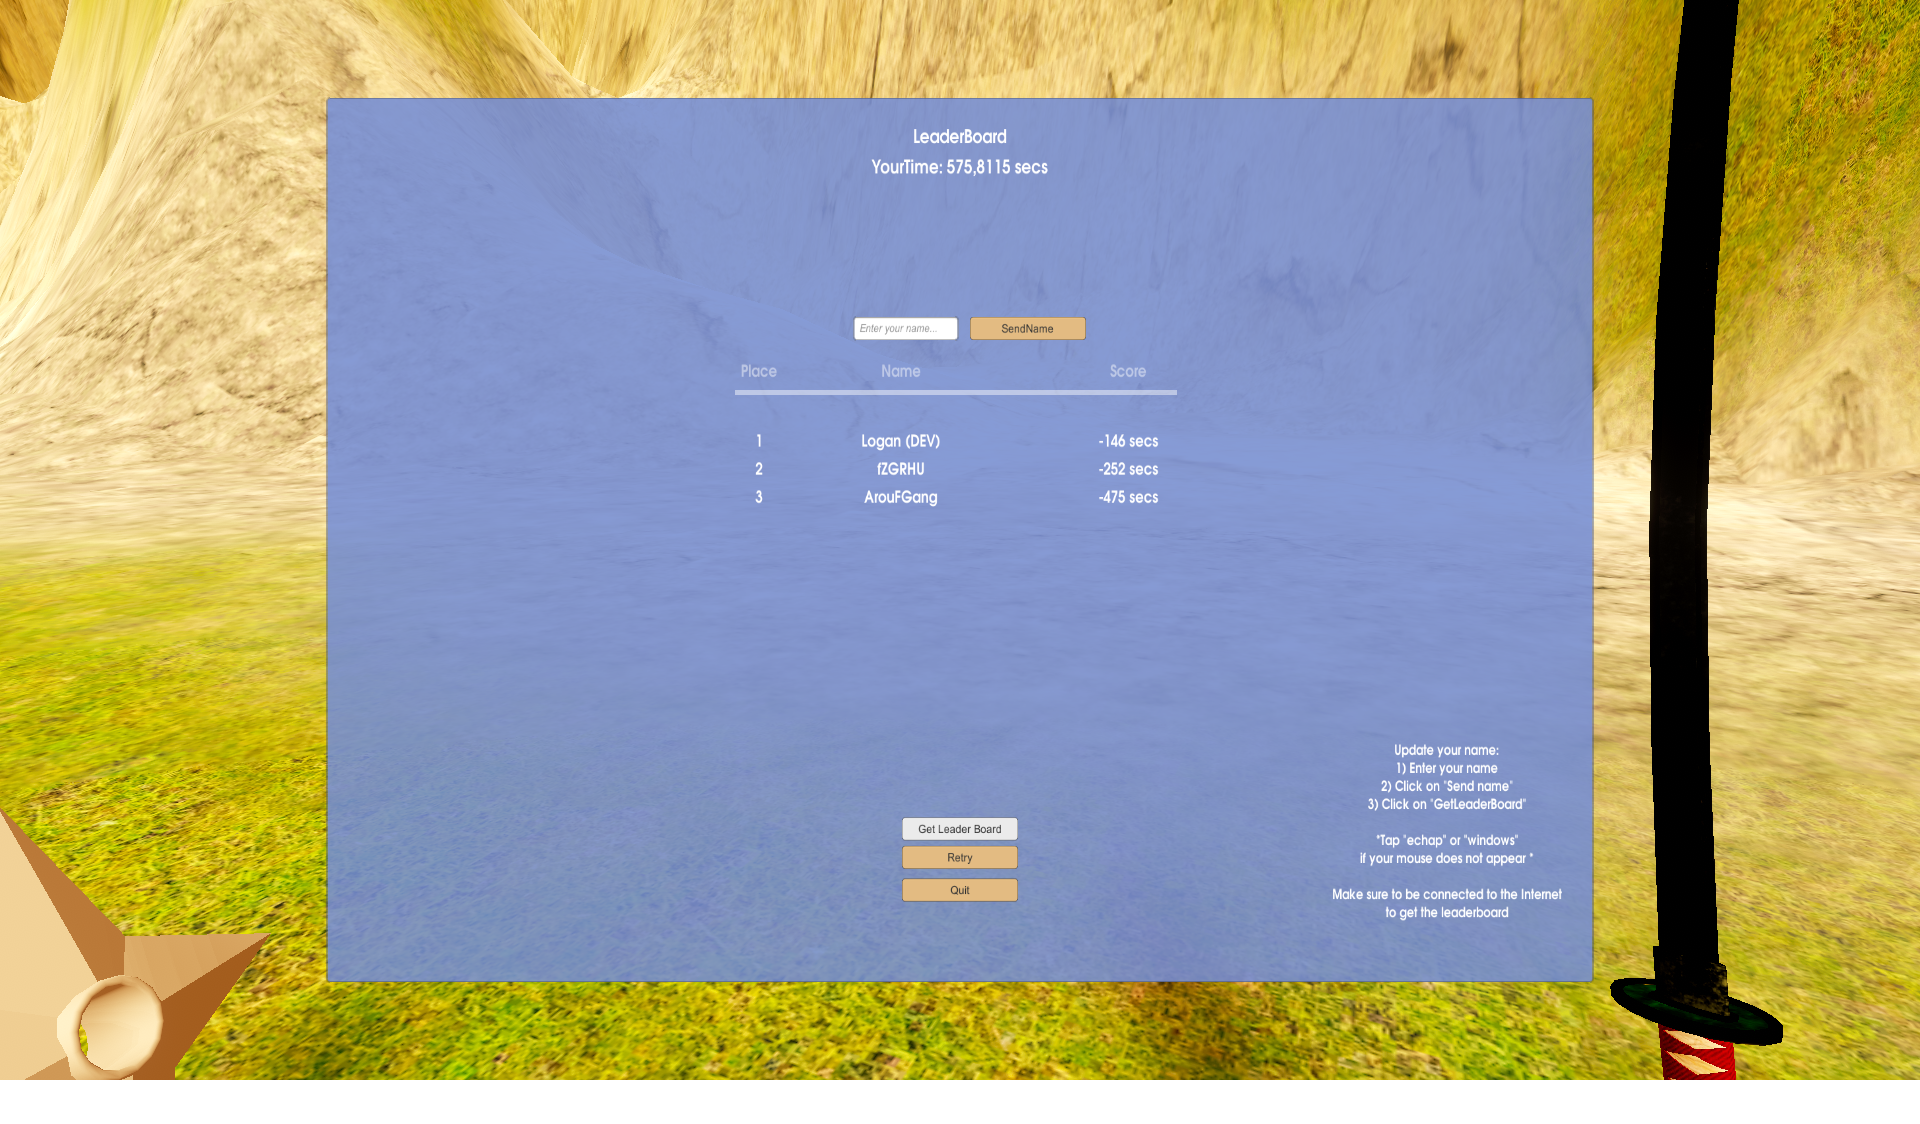 LeaderBoard
YourTime: 575,8115 secs
Enter your name... SendName
Place Name Score
1 Logan (DEV) -146 secs
2 fZGRHU -252 secs
3 ArouFGang -475 secs
Update your name:
1) Enter your name
2) Click on "Send name"
3) Click on "GetLeaderBoard"
"Tap "echap" or "windows"
if your mouse does not appear "
Make sure to be connected to the Internet
to get the leaderboard
Get Leader Board
Retry
Quit